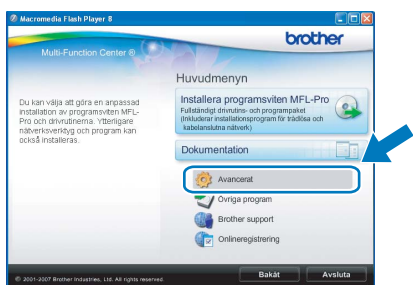 Macromedia Flash Player 8
brother
Multi-Function Center ®
Huvudmenyn
Du kan välja att göra en anpassad
installation av programsviten MFL-
Pro och drivrutinerna. Ytterligare
nätverksverktyg och program kan
också installeras.
Installera programsviten MFL-Pro
Fullständigt drivrutins- och programpaket
(Inkluderar installationsprogram för trådlösa och
kabelanslutna nätverk)
Dokumentation
Avancerat
Övriga program
Brother support
Onlineregistrering
© 2001-2007 Brother Industries, Ltd. All rights reserved.
Bakåt
Avsluta